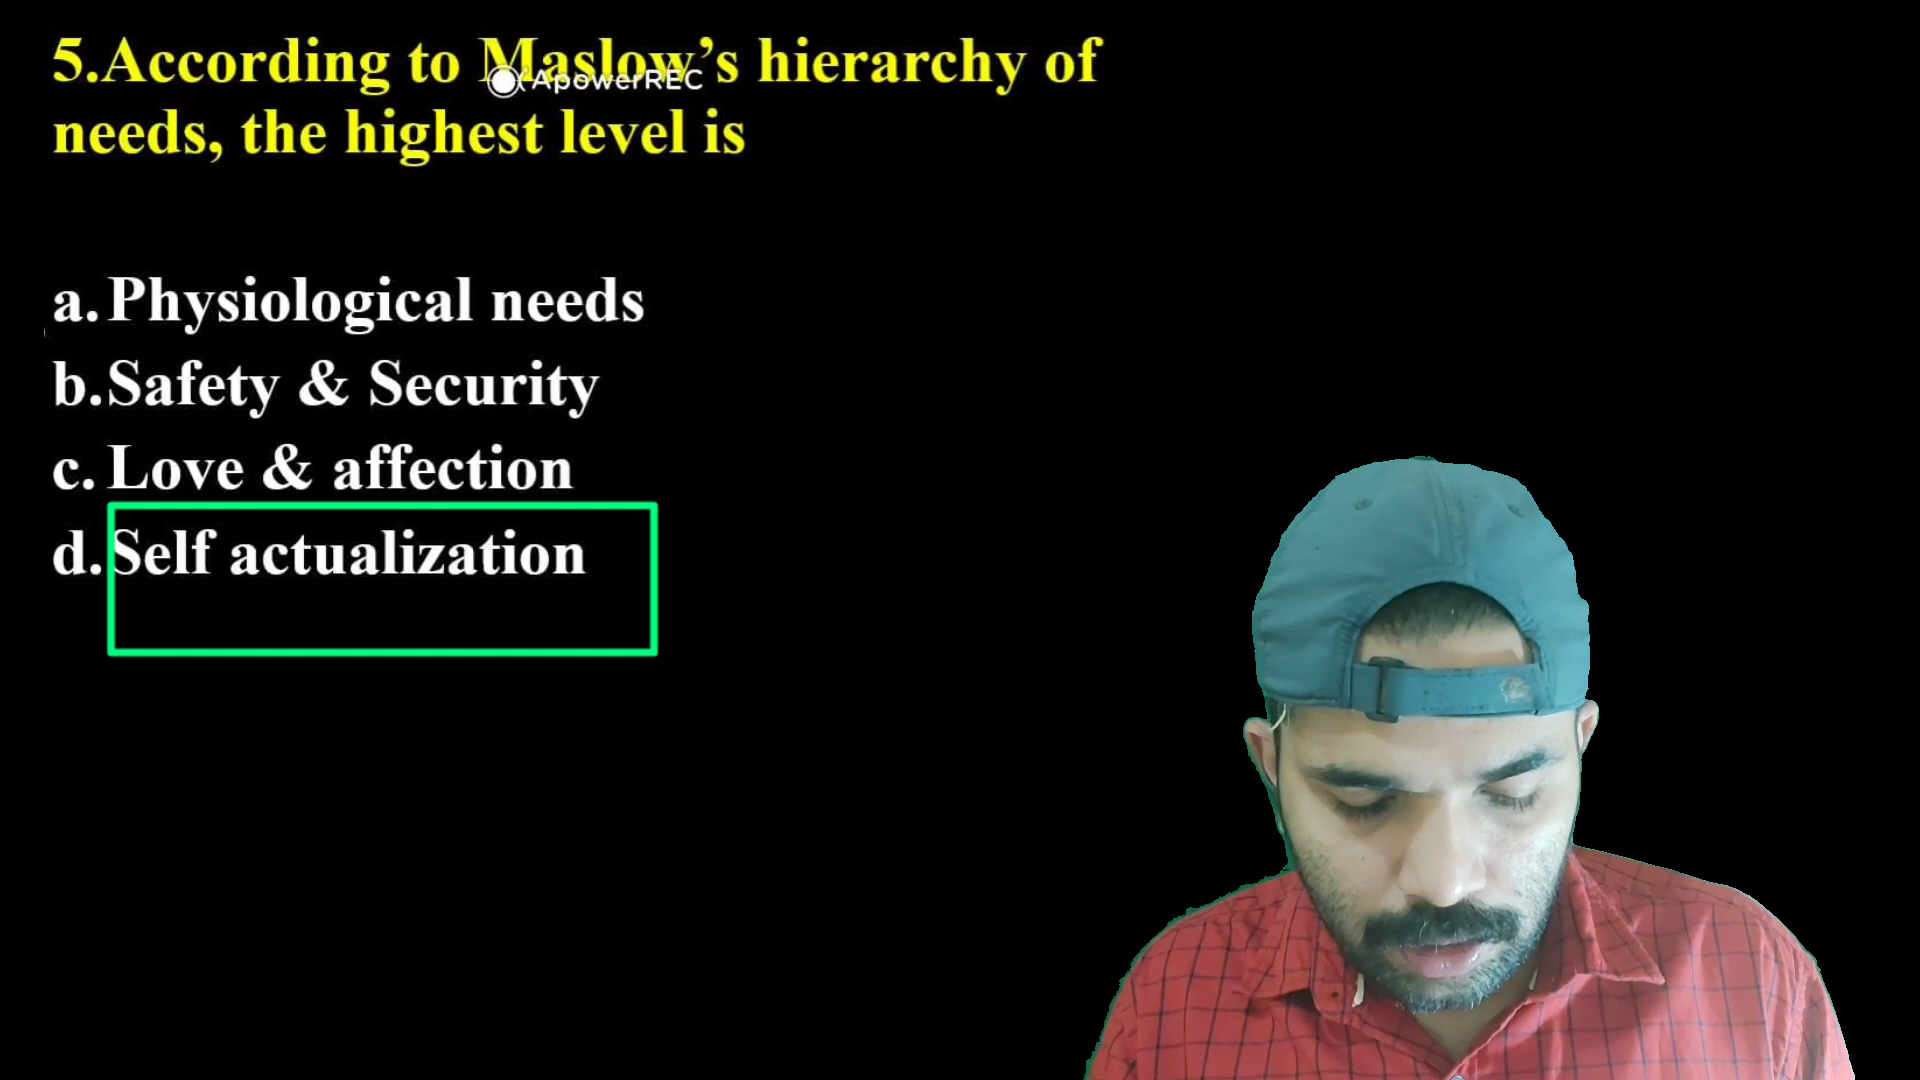 5.According to Maslow’s hierarchy of
ApowerREC
needs, the highest level is
a. Physiological needs
b. Safety & Security
c. Love & affection
d. Self actualization